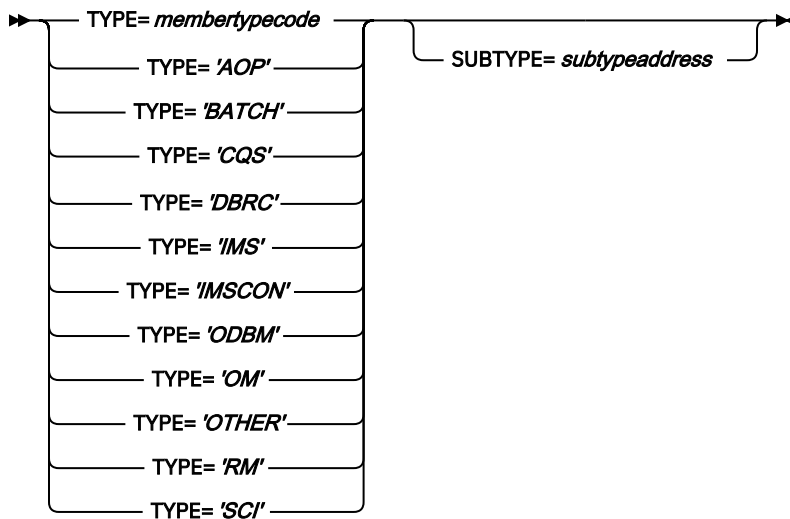 TYPE= membertypecode
SUBTYPE= subtypeaddress
TYPE= 'AOP'
TYPE= 'BATCH'
TYPE= 'CQS'
TYPE= 'DBRC'
TYPE= 'IMS'
TYPE= 'IMSCON'
TYPE= 'ODBM'
TYPE= 'OM'
TYPE= 'OTHER'
TYPE= 'RM'
TYPE= 'SCI'